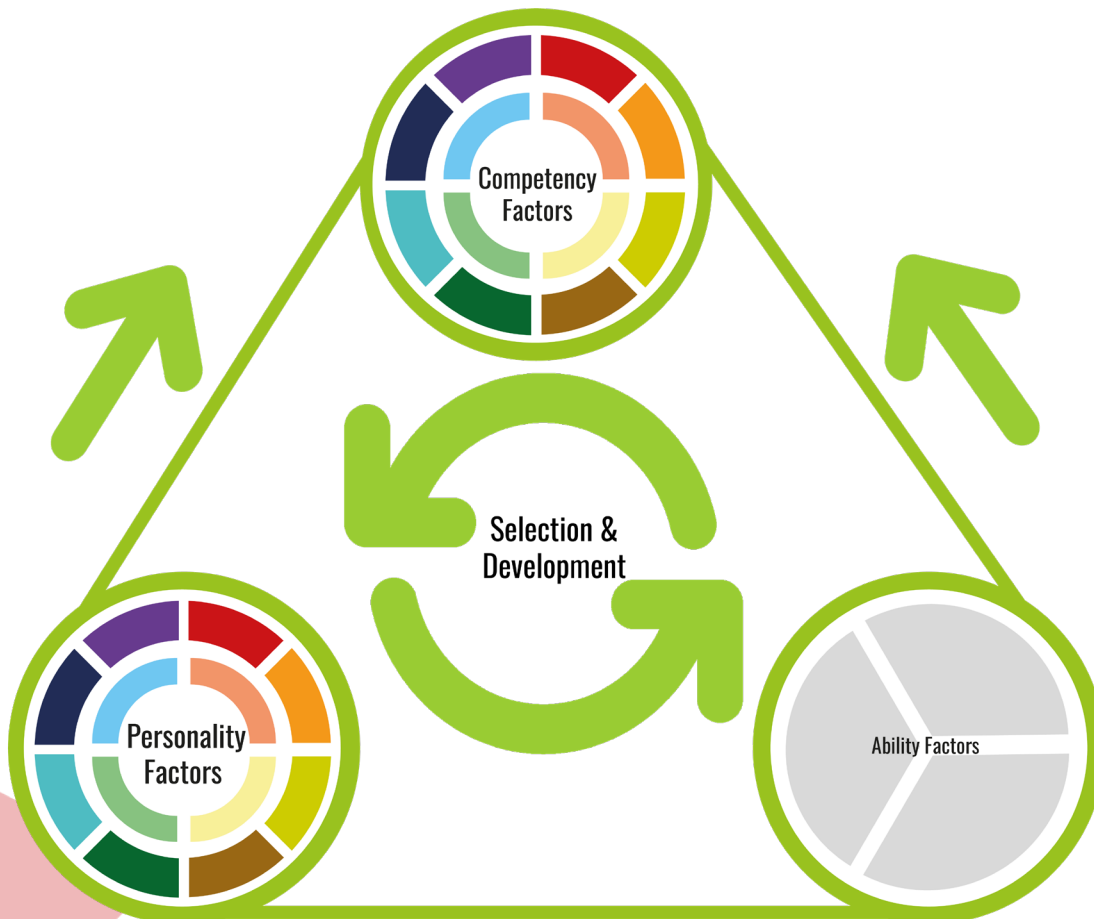 Competency
Factors
Selection &
Development
Personality
Factors
Ability Factors